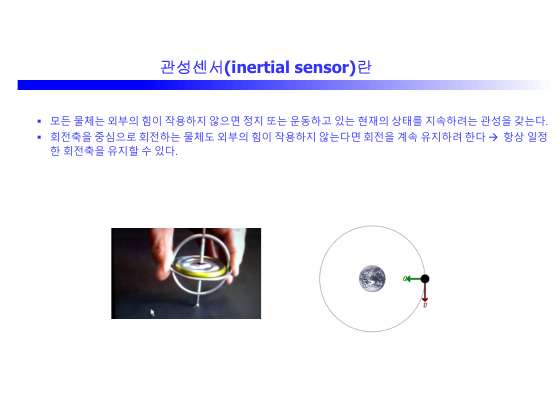 관성센서(inertial sensor)란
▪ 모든 물체는 외부의 힘이 작용하지 않으면 정지 또는 운동하고 있는 현재의 상태를 지속하려는 관성을 갖는다.
▪ 회전축을 중심으로 회전하는 물체도 외부의 힘이 작용하지 않는다면 회전을 계속 유지하려 한다 → 항상 일정
한 회전축을 유지할 수 있다.
a
v